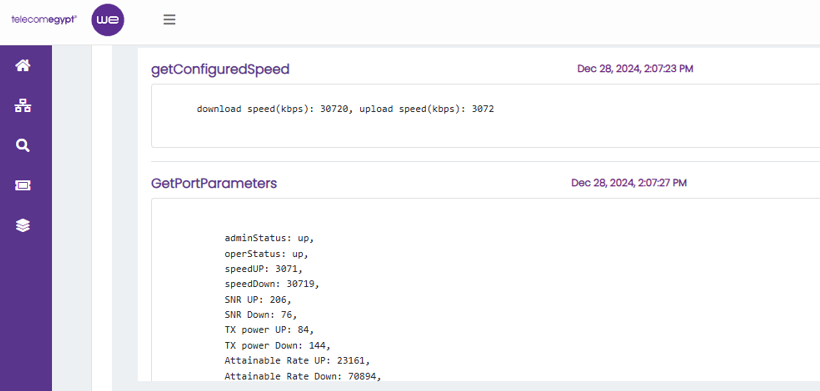 telecomegypt
we
getConfiguredSpeed Dec 28, 2024, 2:07:23 PM
download speed(kbps): 30720, upload speed(kbps): 3072
GetPortParameters Dec 28, 2024, 2:07:27 PM
adminStatus: up,
operStatus: up,
speedUP: 3071,
speedDown: 30719,
SNR UP: 206,
SNR Down: 76,
TX power UP: 84,
TX power Down: 144,
Attainable Rate UP: 23161,
Attainable Rate Down: 70894,